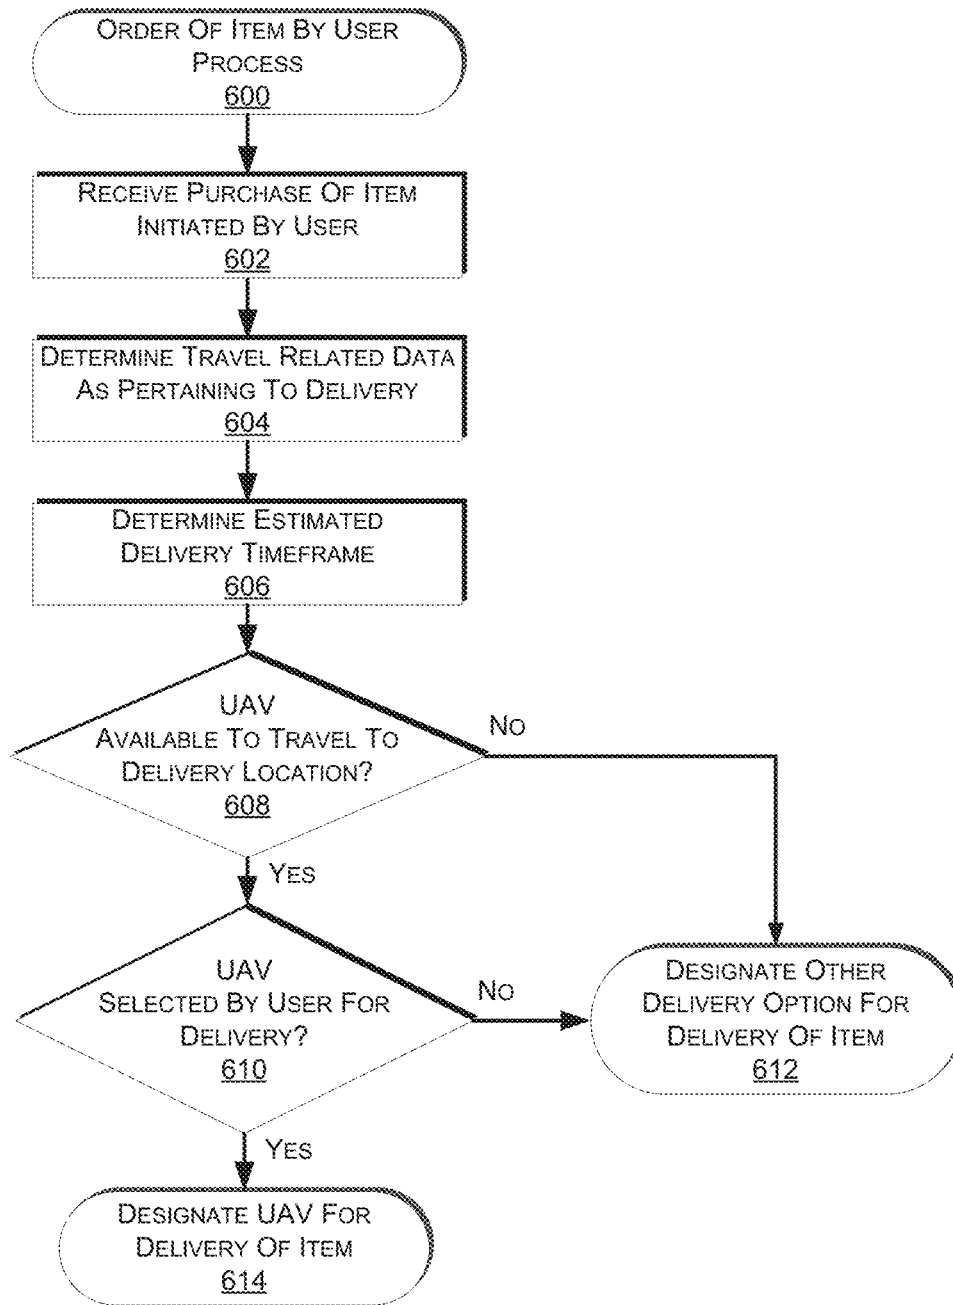 ORDER OF ITEM BY USER
PROCESS
600
RECEIVE PURCHASE OF ITEM
INITIATED BY USER
602
DETERMINE TRAVEL RELATED DATA
AS PERTAINING TO DELIVERY
604
DETERMINE ESTIMATED
DELIVERY TIMEFRAME
606
UAV
AVAILABLE TO TRAVEL TO
DELIVERY LOCATION?
608
NO
YES
UAV
SELECTED BY USER FOR
DELIVERY?
610
NO
DESIGNATE OTHER
DELIVERY OPTION FOR
DELIVERY OF ITEM
612
YES
DESIGNATE UAV FOR
DELIVERY OF ITEM
614